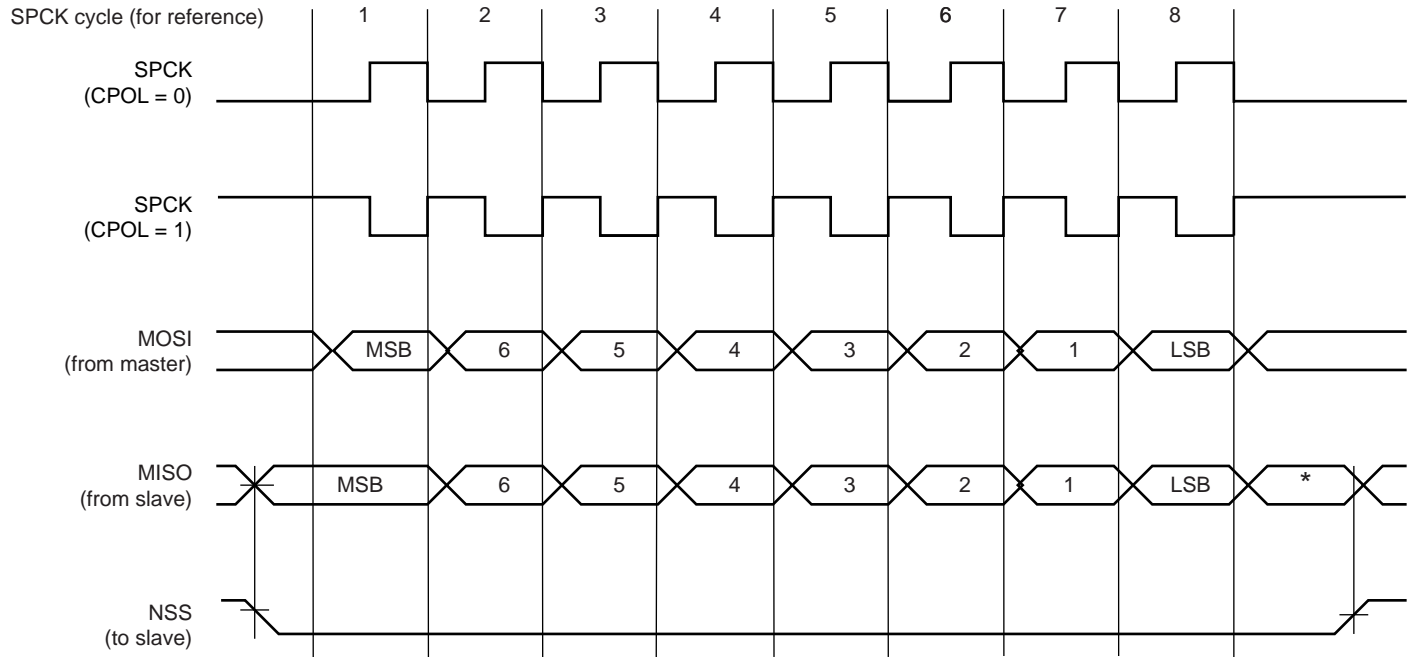 SPCK cycle (for reference) 1 2 3 4 5 6 7 8
SPCK
(CPOL = 0)
SPCK
(CPOL = 1)
MOSI
(from master)
MSB 6 5 4 3 2 1 LSB
MISO
(from slave)
MSB 6 5 4 3 2 1 LSB *
NSS
(to slave)